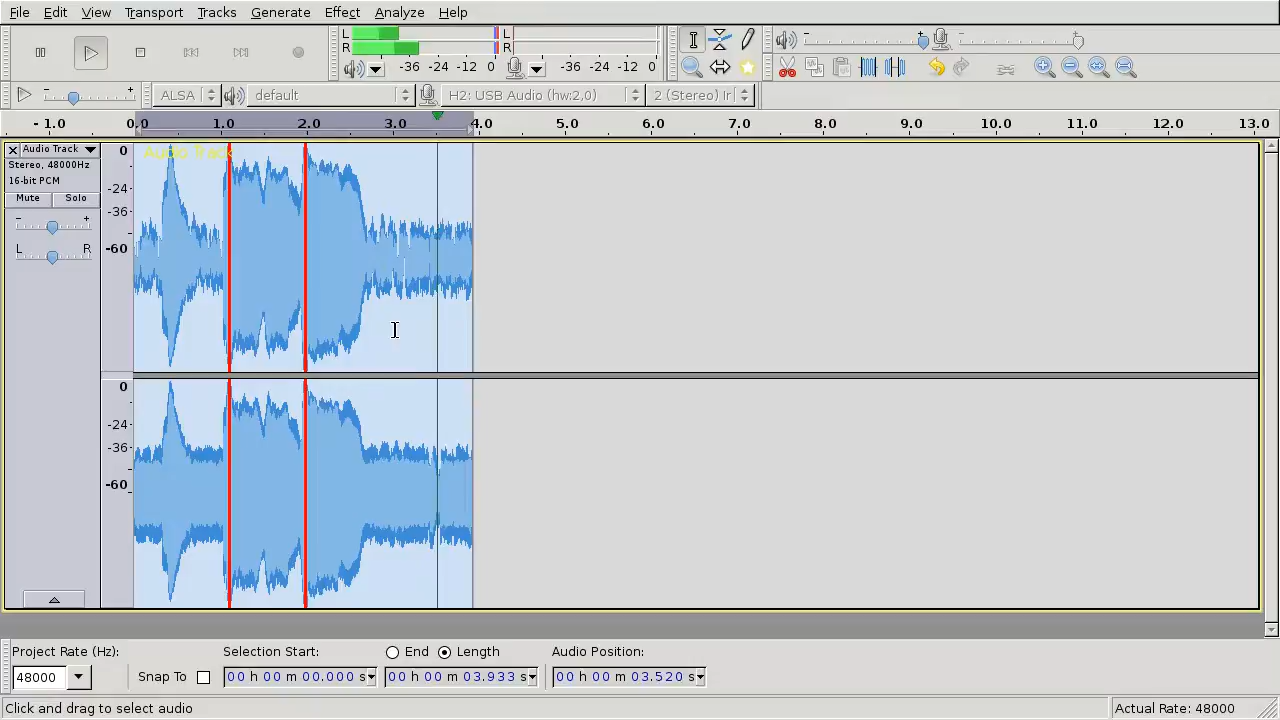 File Edit View Transport Tracks Generate Effect Analyze Help
L L
R R
-36 -24 -12 0 -36 -24 -12 0
ALSA default H2: USB Audio (hw:2,0) 2 (Stereo) Ir
- 1.0 0.0 1.0 2.0 3.0 4.0 5.0 6.0 7.0 8.0 9.0 10.0 11.0 12.0 13.0
Audio Track
Stereo, 48000Hz
16-bit PCM
Mute Solo
- +
L R
Audio Track
0
-24
-36
-60
0
-24
-36
-60
Project Rate (Hz): Selection Start: End Length Audio Position:
48000 Snap To 00 h 00 m 00.000 s 00 h 00 m 03.933 s 00 h 00 m 03.520 s
Click and drag to select audio Actual Rate: 48000